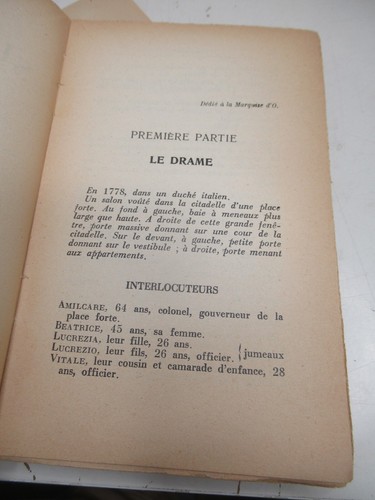 Dédié à la Marquise d'O.
PREMIÈRE PARTIE
LE DRAME
En 1778, dans un duché italien.
Un salon voûté dans la citadelle d'une place
forte. Au fond à gauche, baie à meneaux plus
large que haute. A droite de cette grande fenê-
tre, porte massive donnant sur une cour de la
citadelle. Sur le devant, à gauche, petite porte
donnant sur le vestibule ; à droite, porte menant
aux appartements.
INTERLOCUTEURS
AMILCARE, 64 ans, colonel, gouverneur de la
place forte.
BEATRICE, 45 ans, sa femme.
LUCREZIA, leur fille, 26 ans.
LUCREZIO, leur fils, 26 ans, officier. { jumeaux
VITALE, leur cousin et camarade d'enfance, 28
ans, officier.